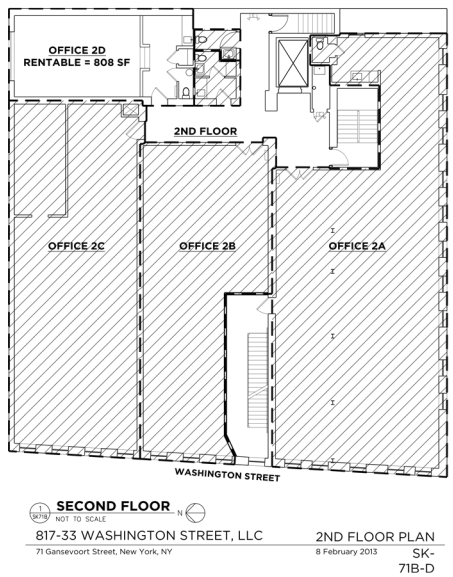 OFFICE 2D
RENTABLE = 808 SF
2ND FLOOR
OFFICE 2C
OFFICE 2B
OFFICE 2A
WASHINGTON STREET
1
SK71B
SECOND FLOOR
NOT TO SCALE
N
817-33 WASHINGTON STREET, LLC
2ND FLOOR PLAN
71 Gansevoort Street, New York, NY
8 February 2013
SK-
71B-D